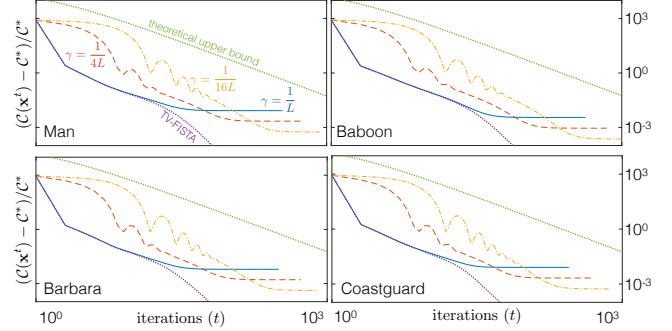 theoretical upper bound
γ = 1/4L
γ = 1/16L
γ = 1/L
TV-FISTA
Man
(C(x^t) − C*)/C*
Baboon
10^3
10^0
10^-3
Barbara
(C(x^t) − C*)/C*
Coastguard
10^3
10^0
10^-3
10^0
iterations (t)
10^3
10^0
iterations (t)
10^3